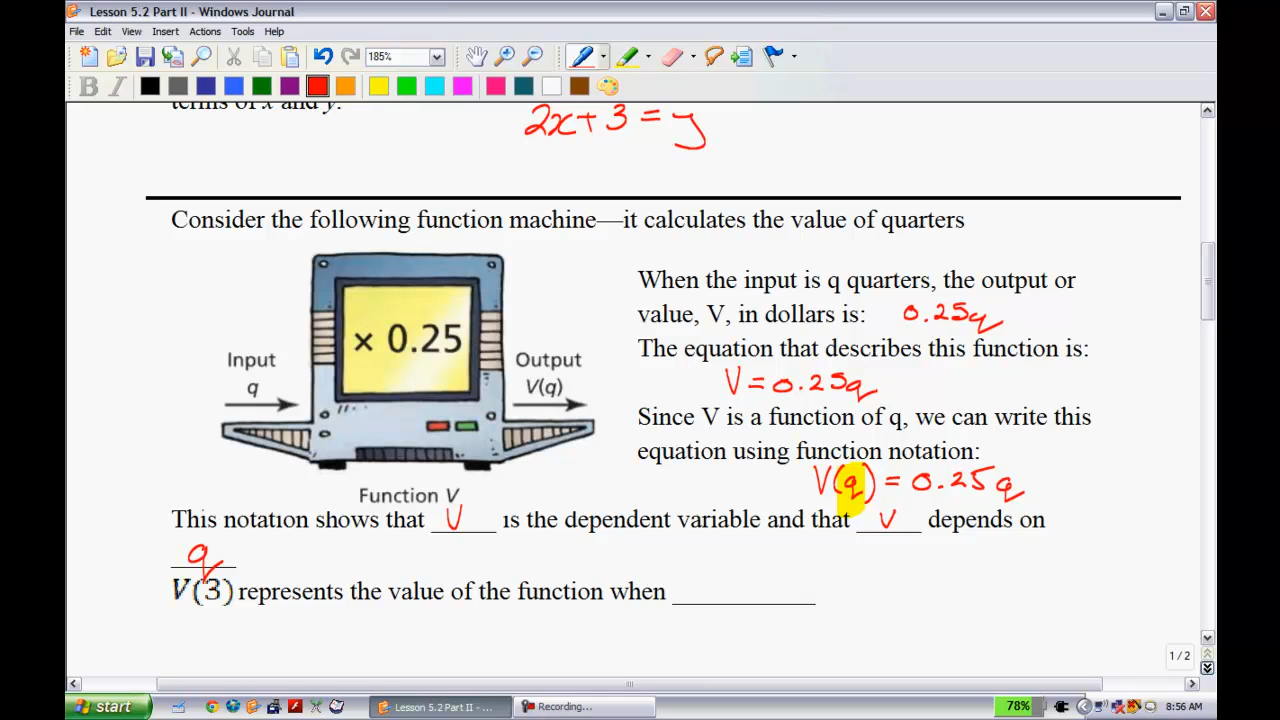 Lesson 5.2 Part II - Windows Journal
File Edit View Insert Actions Tools Help
185%
B I
terms of x and y.
2x + 3 = y
Consider the following function machine—it calculates the value of quarters
When the input is q quarters, the output or
value, V, in dollars is: 0.25q
The equation that describes this function is:
V = 0.25q
Since V is a function of q, we can write this
equation using function notation:
V(q) = 0.25q
× 0.25
Input
q
Output
V(q)
Function V
This notation shows that V is the dependent variable and that V depends on
q
V(3) represents the value of the function when ____________
1 / 2
start
Lesson 5.2 Part II - ...
Recording...
78%
8:56 AM